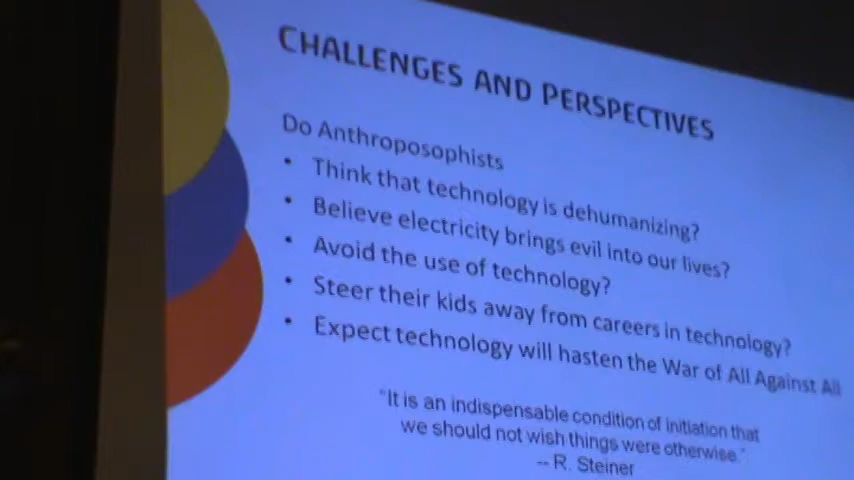 CHALLENGES AND PERSPECTIVES
Do Anthroposophists
• Think that technology is dehumanizing?
• Believe electricity brings evil into our lives?
• Avoid the use of technology?
• Steer their kids away from careers in technology?
• Expect technology will hasten the War of All Against All
"It is an indispensable condition of initiation that
we should not wish things were otherwise."
-- R. Steiner